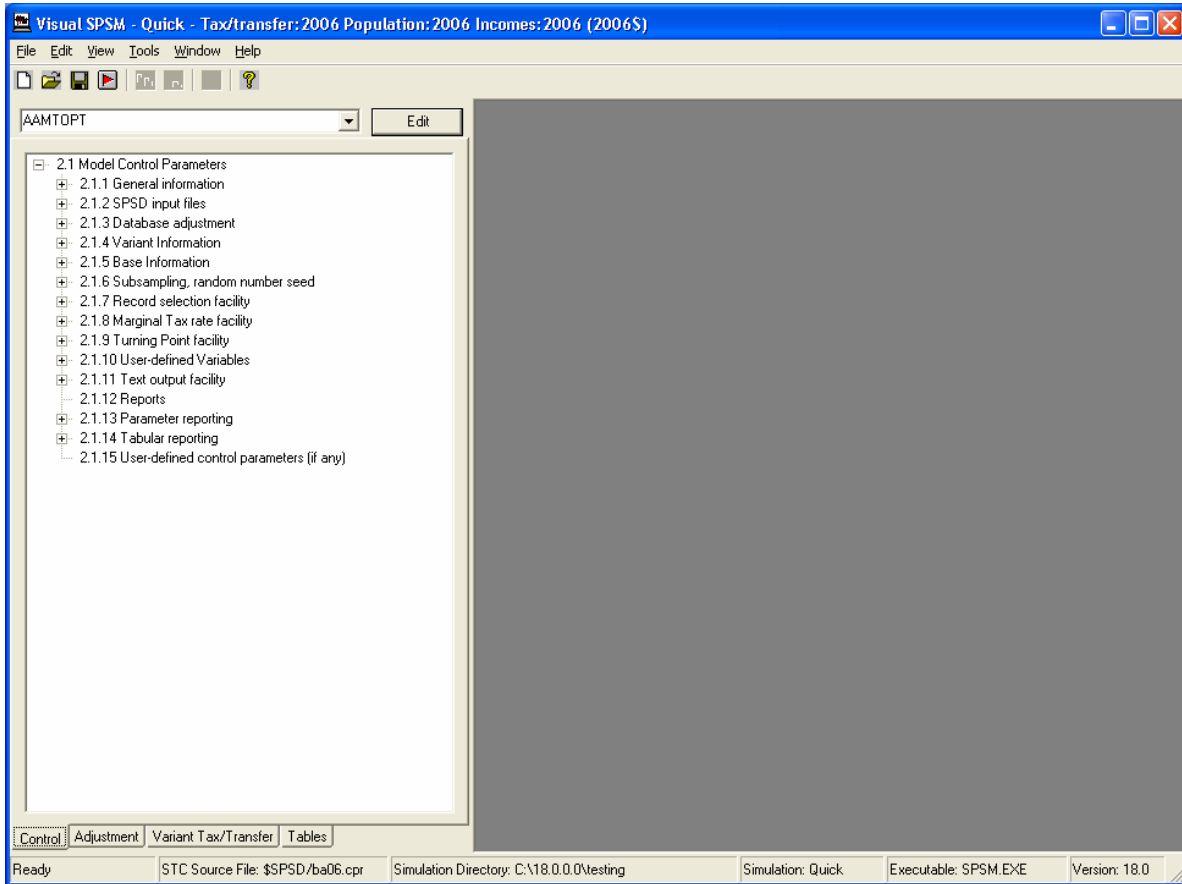 Visual SPSM - Quick - Tax/transfer:2006 Population:2006 Incomes:2006 (2006$)
File Edit View Tools Window Help
AAMTOPT Edit
2.1 Model Control Parameters
2.1.1 General information
2.1.2 SPSD input files
2.1.3 Database adjustment
2.1.4 Variant Information
2.1.5 Base Information
2.1.6 Subsampling, random number seed
2.1.7 Record selection facility
2.1.8 Marginal Tax rate facility
2.1.9 Turning Point facility
2.1.10 User-defined Variables
2.1.11 Text output facility
2.1.12 Reports
2.1.13 Parameter reporting
2.1.14 Tabular reporting
2.1.15 User-defined control parameters (if any)
Control Adjustment Variant Tax/Transfer Tables
Ready STC Source File: $SPSD/ba06.cpr Simulation Directory: C:\18.0.0.0\testing Simulation: Quick Executable: SPSM.EXE Version: 18.0